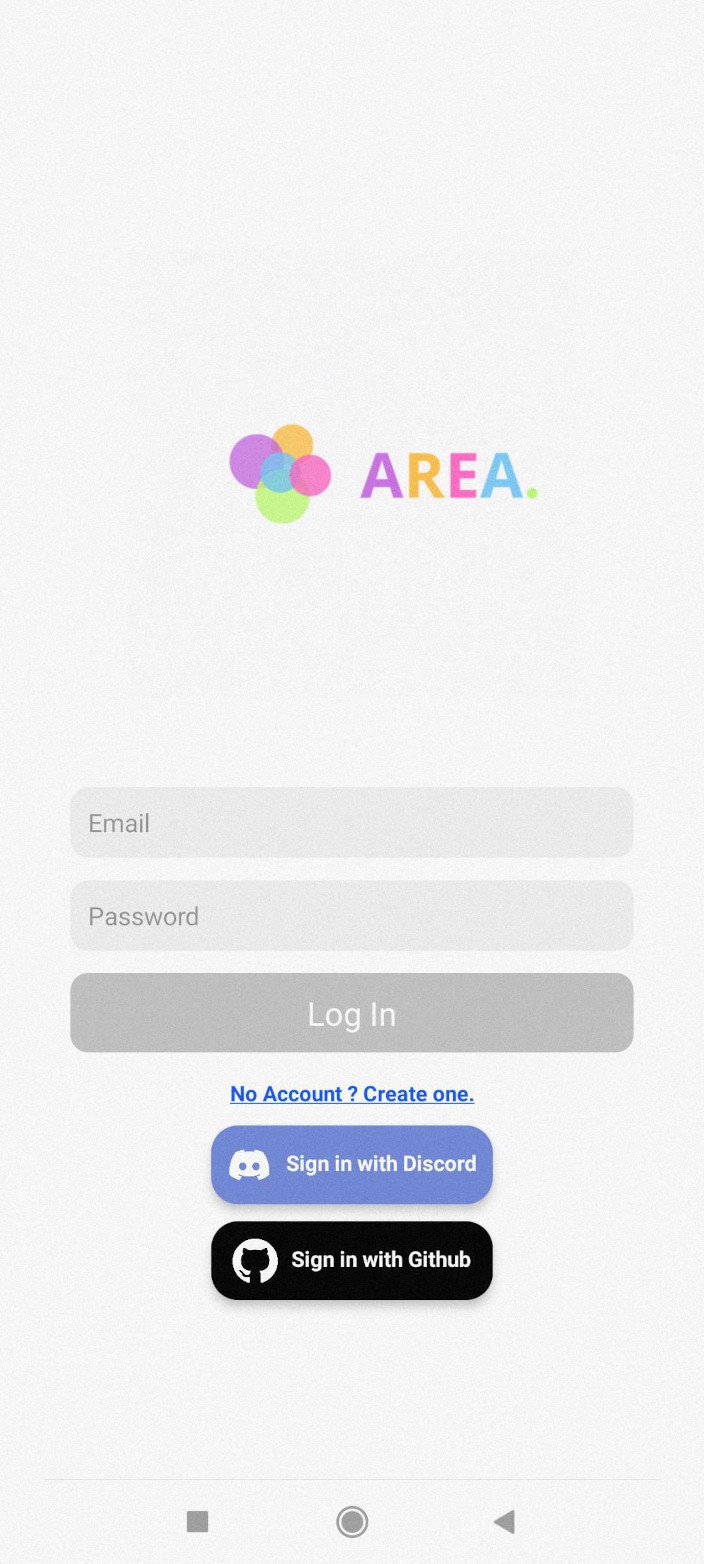 AREA.
Email
Password
Log In
No Account ? Create one.
Sign in with Discord
Sign in with Github